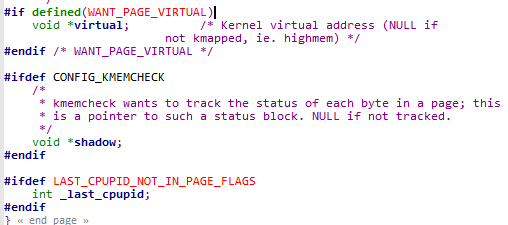 #if defined(WANT_PAGE_VIRTUAL)
void *virtual; /* Kernel virtual address (NULL if
not kmapped, ie. highmem) */
#endif /* WANT_PAGE_VIRTUAL */
#ifdef CONFIG_KMEMCHECK
/*
* kmemcheck wants to track the status of each byte in a page; this
* is a pointer to such a status block. NULL if not tracked.
*/
void *shadow;
#endif
#ifdef LAST_CPUPID_NOT_IN_PAGE_FLAGS
int _last_cpupid;
#endif
} « end page »